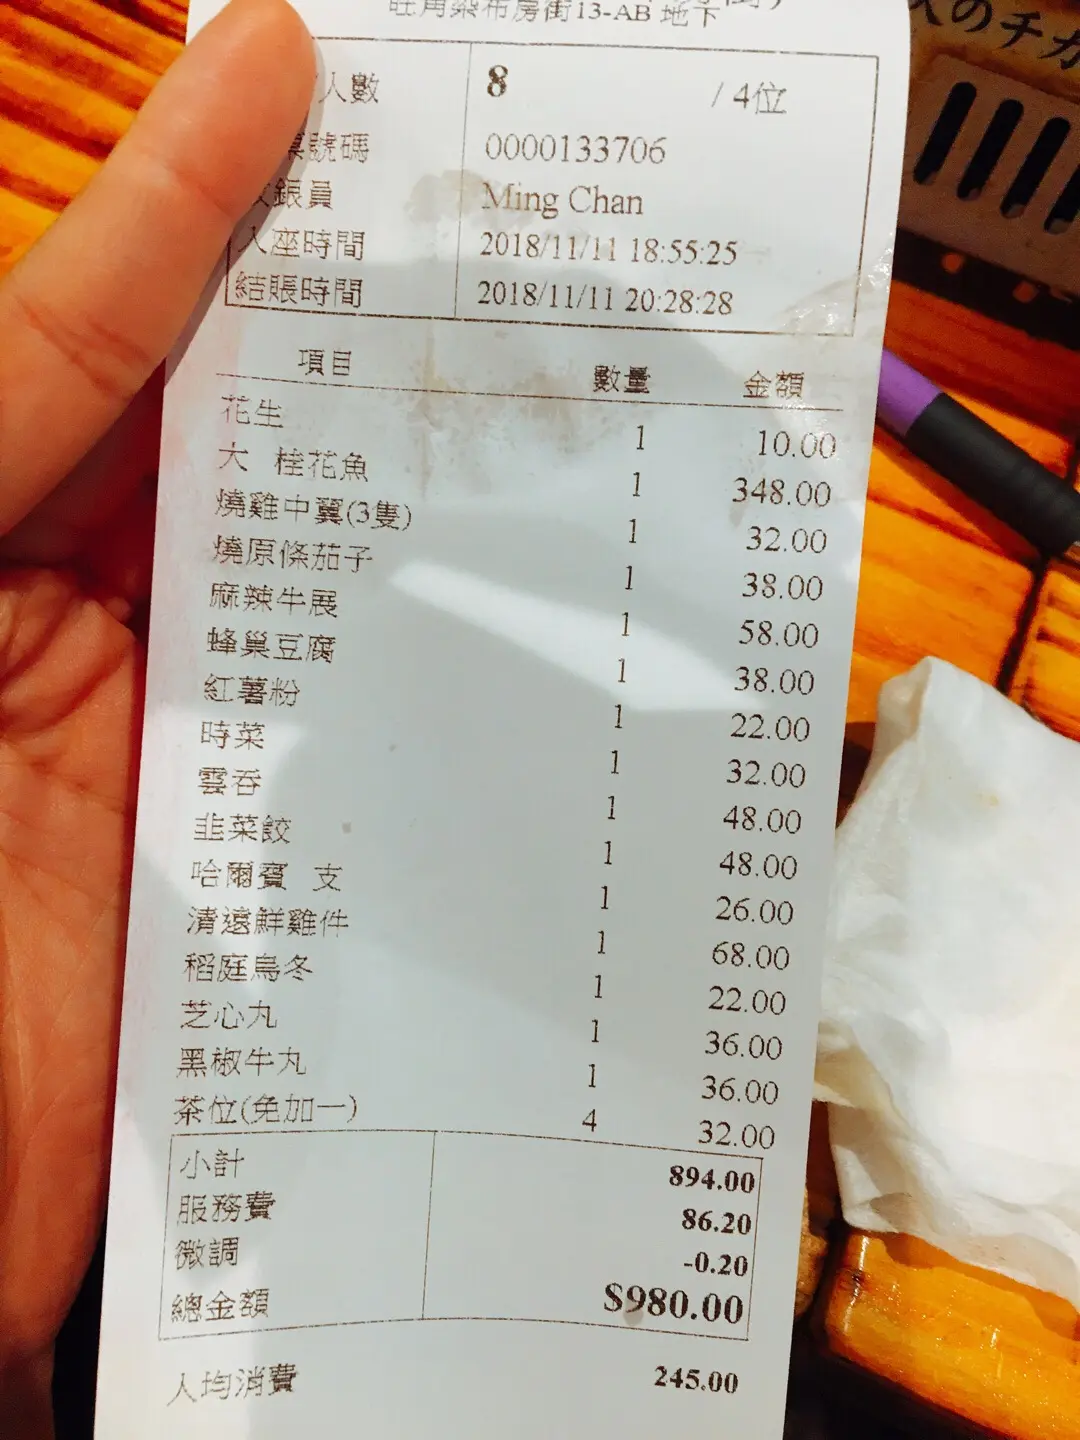 旺角染布房街13-AB 地下
人數 8 / 4位
號碼 0000133706
銀員 Ming Chan
入座時間 2018/11/11 18:55:25
結賬時間 2018/11/11 20:28:28
項目 數量 金額
花生 1 10.00
大 桂花魚 1 348.00
燒雞中翼(3隻) 1 32.00
燒原條茄子 1 38.00
麻辣牛展 1 58.00
蜂巢豆腐 1 38.00
紅薯粉 1 22.00
時菜 1 32.00
雲吞 1 48.00
韭菜餃 1 48.00
哈爾賓 支 1 26.00
清遠鮮雞件 1 68.00
稻庭烏冬 1 22.00
芝心丸 1 36.00
黑椒牛丸 1 36.00
茶位(免加一) 4 32.00
小計 894.00
服務費 86.20
微調 -0.20
總金額 $980.00
人均消費 245.00
のチカ